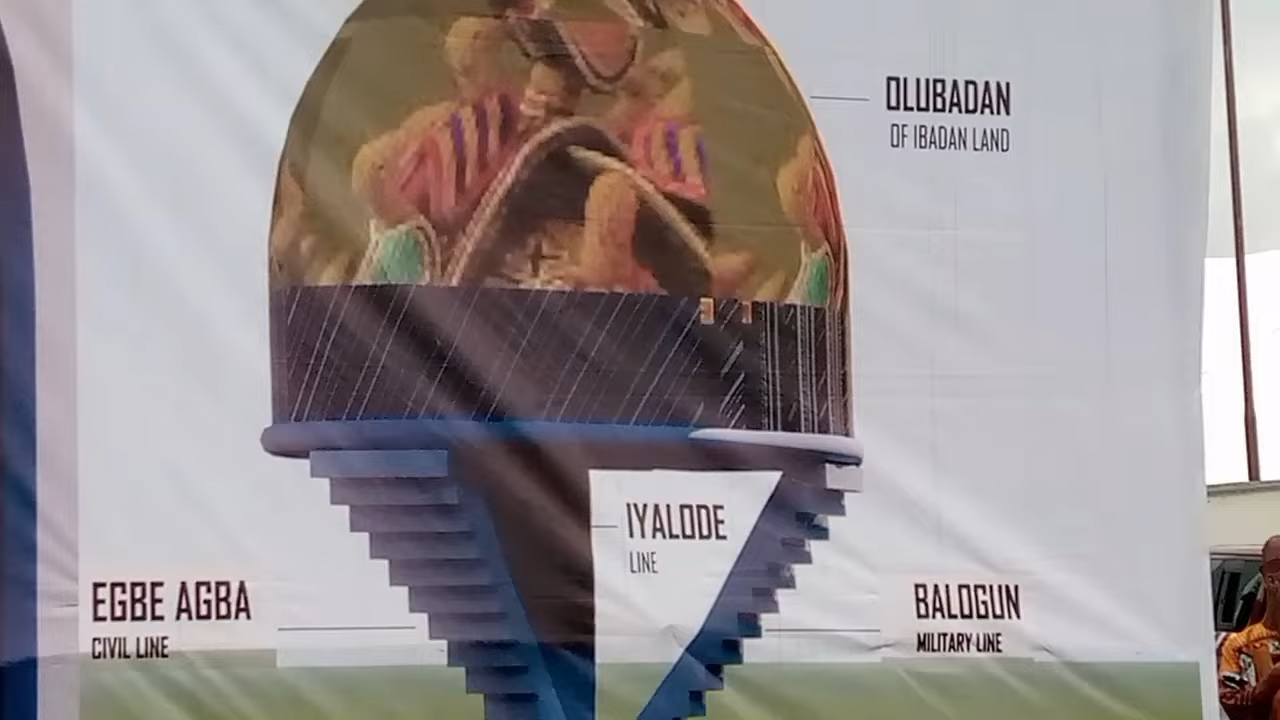 OLUBADAN
OF IBADAN LAND
IYALODE
LINE
EGBE AGBA
CIVIL LINE
BALOGUN
MILITARY LINE